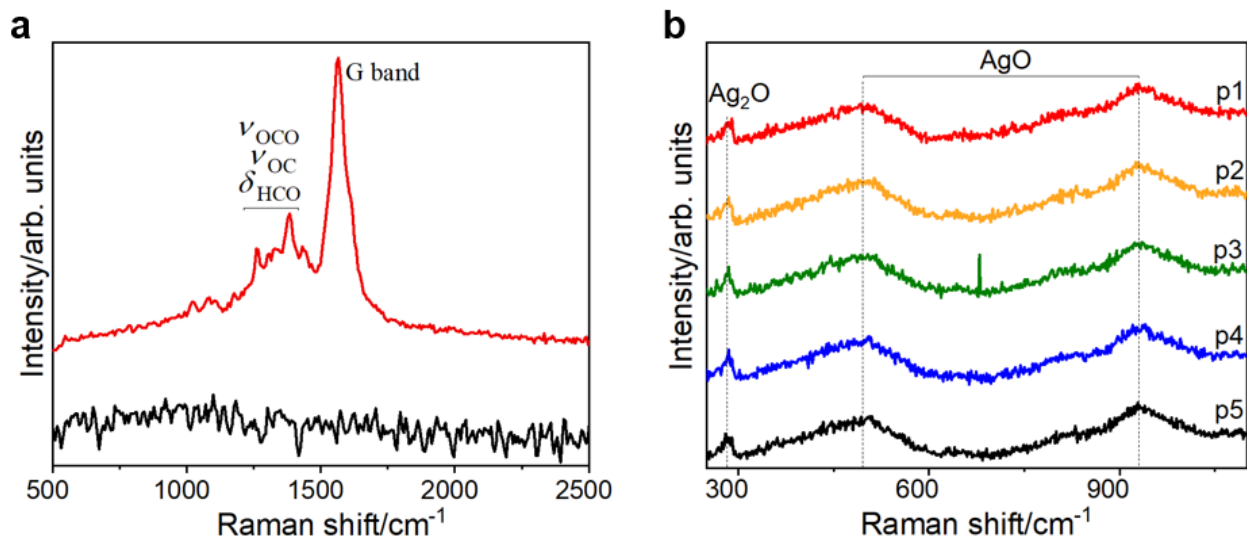 a
Intensity/arb. units
νOCO
νOC
δHCO
G band
500 1000 1500 2000 2500
Raman shift/cm⁻¹
b
Intensity/arb. units
Ag₂O
AgO
p1
p2
p3
p4
p5
300 600 900
Raman shift/cm⁻¹